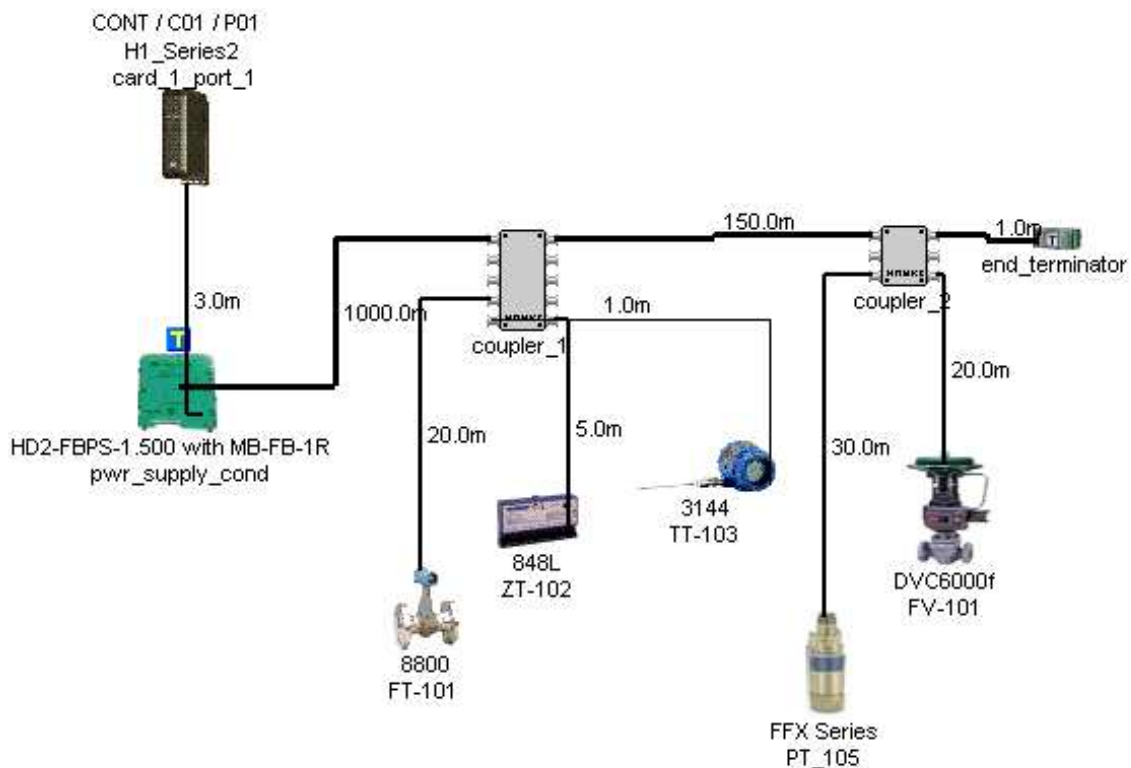 CONT / C01 / P01
H1_Series2
card_1_port_1
3.0m
T
HD2-FBPS-1.500 with MB-FB-1R
pwr_supply_cond
1000.0m
coupler_1
150.0m
coupler_2
1.0m
T
end_terminator
20.0m
8800
FT-101
5.0m
848L
ZT-102
1.0m
3144
TT-103
30.0m
FFX Series
PT_105
20.0m
DVC6000f
FV-101